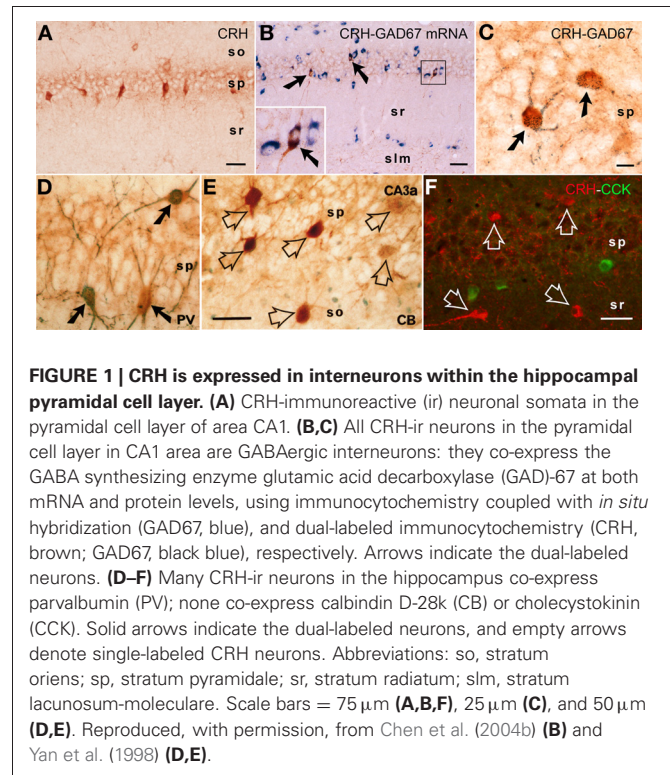 A CRH
so
sp
sr
B CRH-GAD67 mRNA
sr
slm
C CRH-GAD67
sp
D
sp
PV
E CA3a
sp
so
CB
F CRH-CCK
sp
sr
FIGURE 1 | CRH is expressed in interneurons within the hippocampal
pyramidal cell layer. (A) CRH-immunoreactive (ir) neuronal somata in the
pyramidal cell layer of area CA1. (B,C) All CRH-ir neurons in the pyramidal
cell layer in CA1 area are GABAergic interneurons: they co-express the
GABA synthesizing enzyme glutamic acid decarboxylase (GAD)-67 at both
mRNA and protein levels, using immunocytochemistry coupled with in situ
hybridization (GAD67, blue), and dual-labeled immunocytochemistry (CRH,
brown; GAD67, black blue), respectively. Arrows indicate the dual-labeled
neurons. (D–F) Many CRH-ir neurons in the hippocampus co-express
parvalbumin (PV); none co-express calbindin D-28k (CB) or cholecystokinin
(CCK). Solid arrows indicate the dual-labeled neurons, and empty arrows
denote single-labeled CRH neurons. Abbreviations: so, stratum
oriens; sp, stratum pyramidale; sr, stratum radiatum; slm, stratum
lacunosum-moleculare. Scale bars = 75 μm (A,B,F), 25 μm (C), and 50 μm
(D,E). Reproduced, with permission, from Chen et al. (2004b) (B) and
Yan et al. (1998) (D,E).